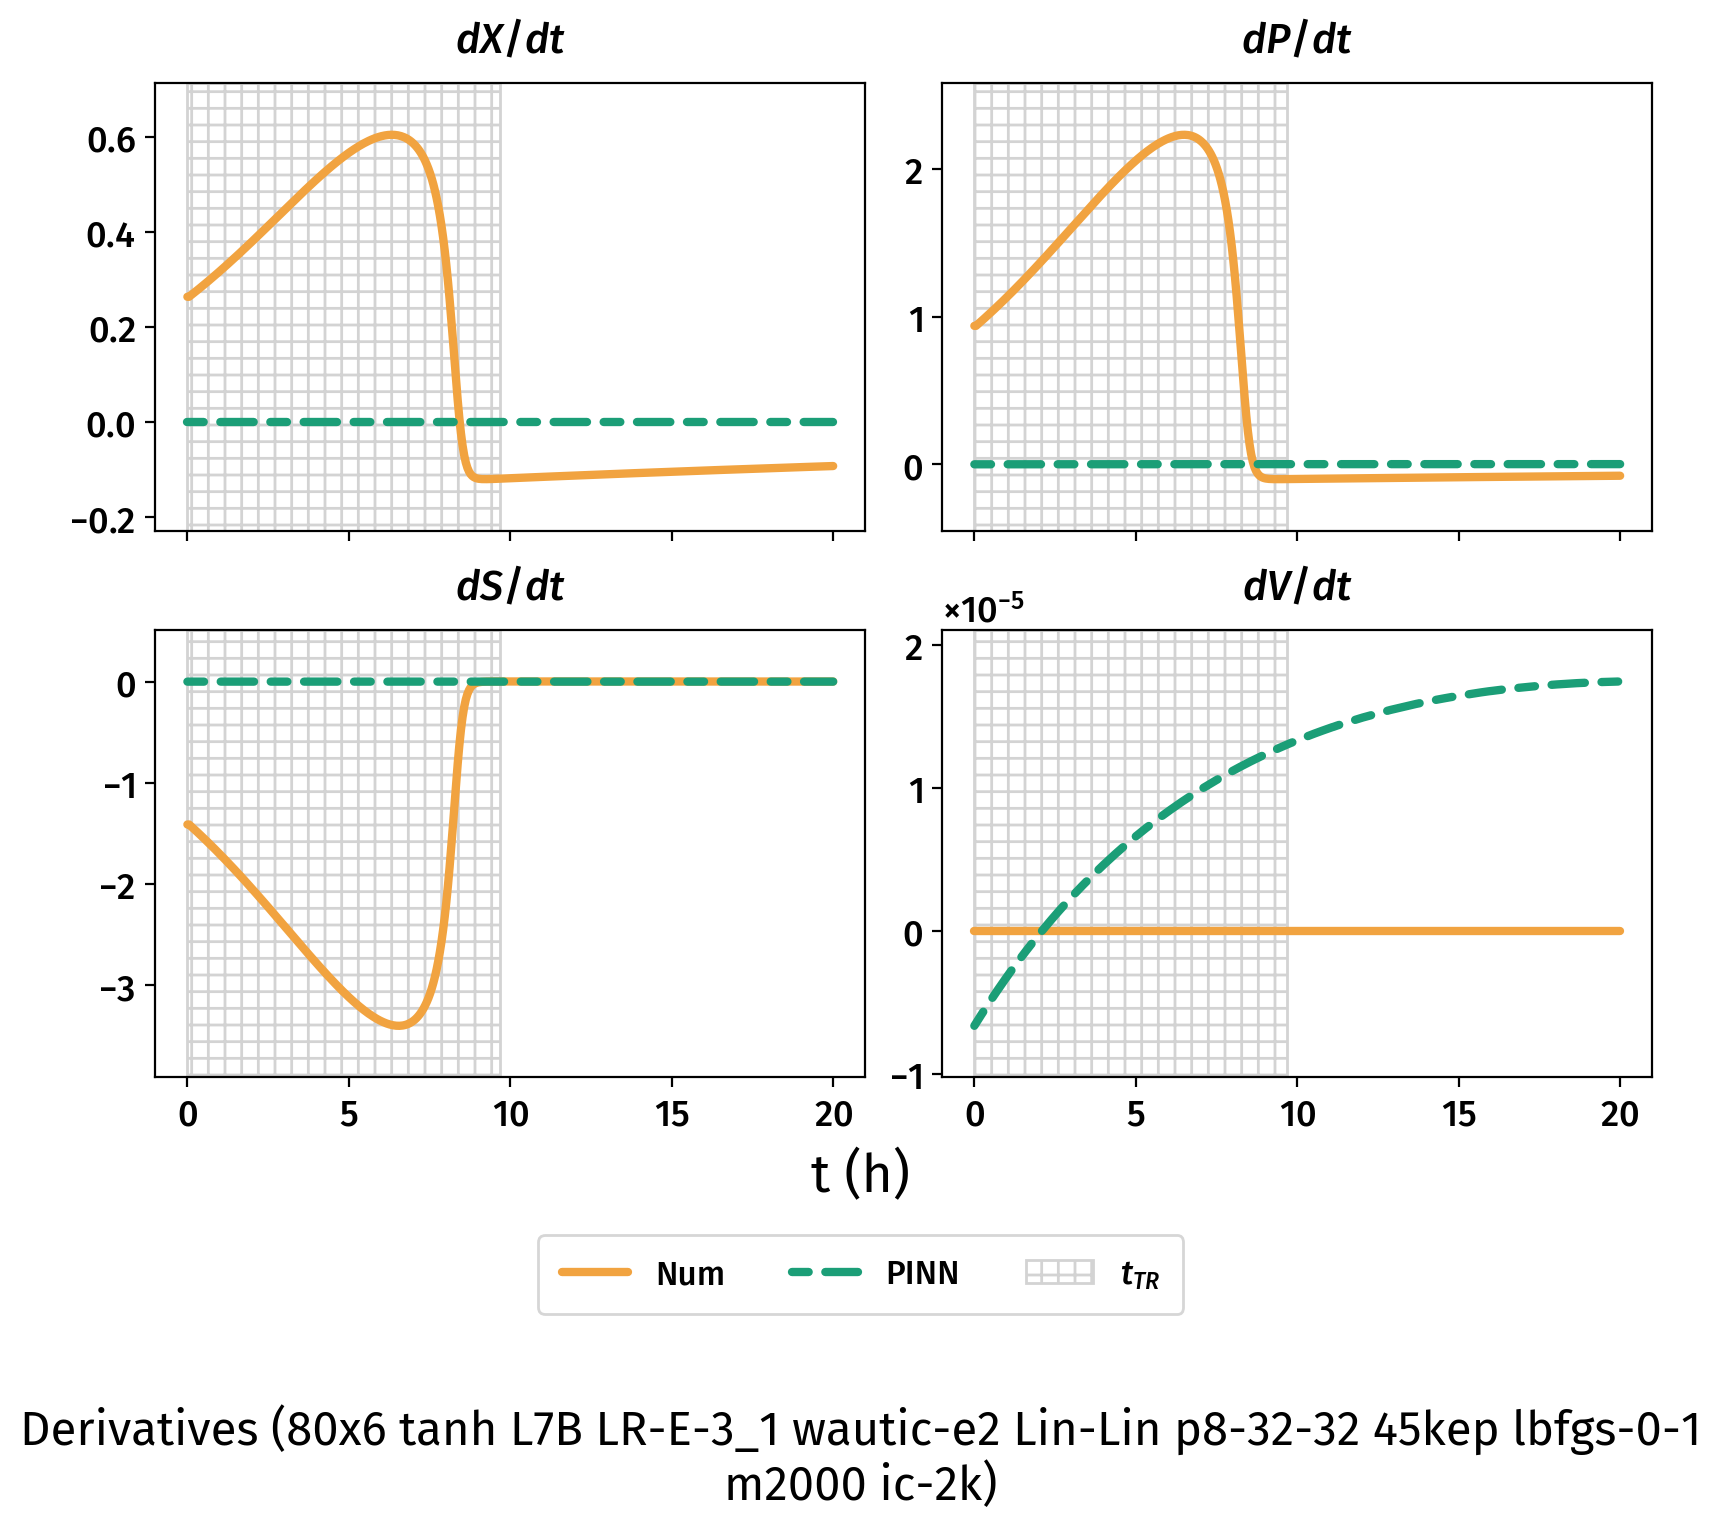 dX/dt
dP/dt
0.6
0.4
0.2
0.0
−0.2
2
1
0
dS/dt
dV/dt
×10⁻⁵
0
−1
−2
−3
2
1
0
−1
0 5 10 15 20
0 5 10 15 20
t (h)
Num PINN t_TR
Derivatives (80x6 tanh L7B LR-E-3_1 wautic-e2 Lin-Lin p8-32-32 45kep lbfgs-0-1
m2000 ic-2k)